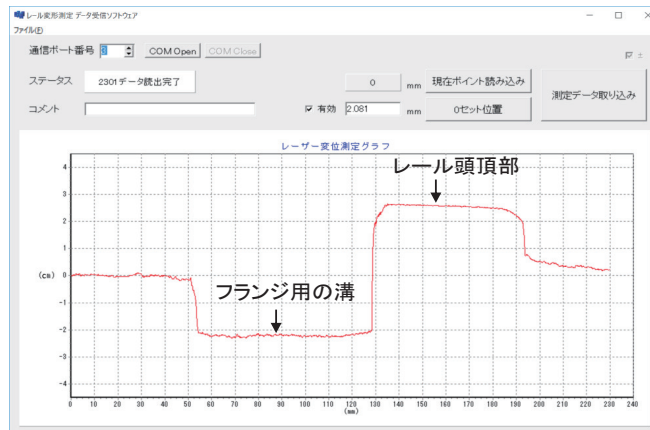 レール変形測定 データ受信ソフトウェア
ファイル(F)
通信ポート番号 COM Open COM Close
±
ステータス 2301データ読出完了 0 mm 現在ポイント読み込み 測定データ取り込み
コメント 有効 2.081 mm 0セット位置
レーザー変位測定グラフ
レール頭頂部
フランジ用の溝
4
3
2
1
(cm) 0
-1
-2
-3
-4
0 10 20 30 40 50 60 70 80 90 100 110 120 130 140 150 160 170 180 190 200 210 220 230 240
(mm)